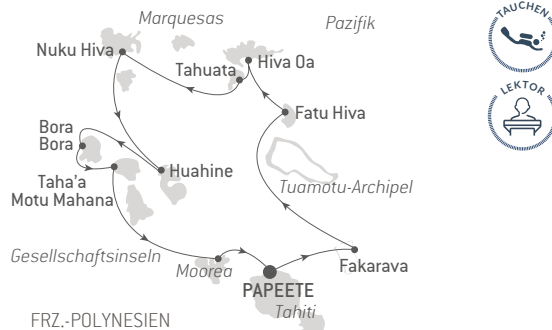 Marquesas
Pazifik
TAUCHEN
Nuku Hiva
Hiva Oa
Tahuata
LEKTOR
Fatu Hiva
Bora
Bora
Huahine
Taha'a
Motu Mahana
Tuamotu-Archipel
Gesellschaftsinseln
Moorea
Fakarava
PAPEETE
Tahiti
FRZ.-POLYNESIEN